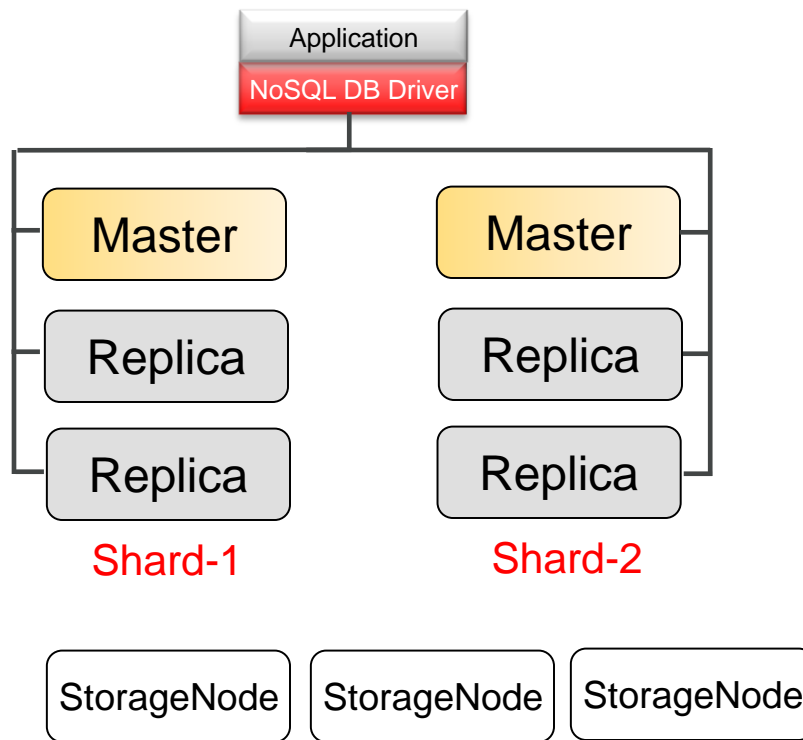 Application
NoSQL DB Driver
Master
Master
Replica
Replica
Replica
Replica
Shard-1
Shard-2
StorageNode
StorageNode
StorageNode